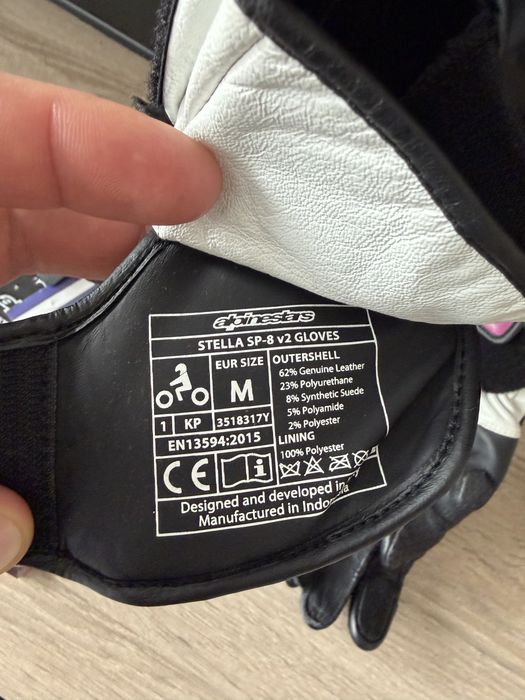 alpinestars
STELLA SP-8 v2 GLOVES
EUR SIZE
M
OUTERSHELL
62% Genuine Leather
23% Polyurethane
8% Synthetic Suede
5% Polyamide
2% Polyester
1 KP 3518317Y
EN13594:2015
LINING
100% Polyester
CE
i
Designed and developed in
Manufactured in